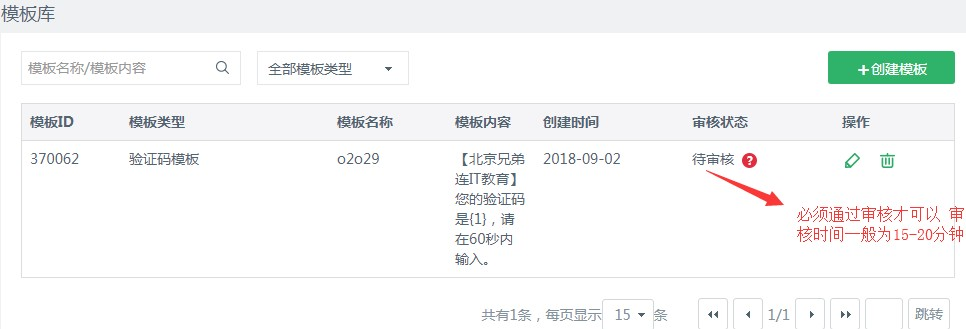 模板库
模板名称/模板内容
全部模板类型
+创建模板
模板ID 模板类型 模板名称 模板内容 创建时间 审核状态 操作
370062 验证码模板 o2o29 【北京兄弟 2018-09-02 待审核 ?
连IT教育】
您的验证码
是{1}，请
在60秒内
输入。
必须通过审核才可以 审
核时间一般为15-20分钟
共有1条，每页显示 15 条 1/1 跳转